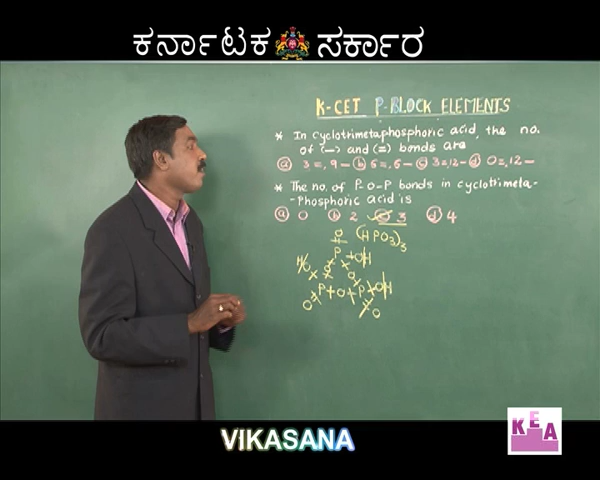 ಕರ್ನಾಟಕ ಸರ್ಕಾರ
K-CET P-BLOCK ELEMENTS
* In cyclotrimetaphosphoric acid, the no.
of (—) and (=) bonds are
ⓐ 3 =, 9 – ⓑ 6 =, 6 – ⓒ 3 =, 12 – ⓓ 0 =, 12 –
* The no. of P-O-P bonds in cyclotrimeta-
-Phosphoric acid is
ⓐ 0 ⓑ 2 ⓒ 3 ⓓ 4
O (HPO₃)₃
P
OH
O O
P O P OH
O O
KEA
VIKASANA